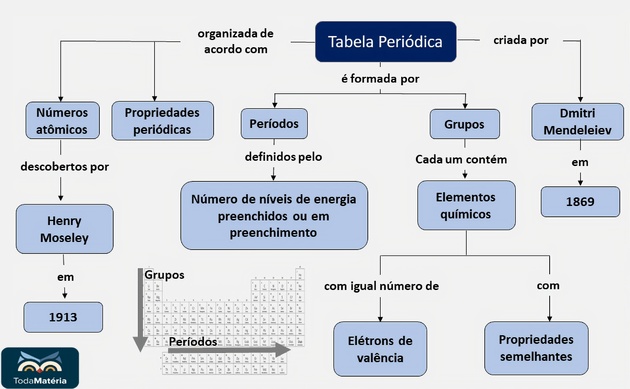 Tabela Periódica
organizada de
acordo com
criada por
é formada por
Números
atômicos
Propriedades
periódicas
Períodos
Grupos
Dmitri
Mendeleiev
descobertos por
definidos pelo
Cada um contém
em
Henry
Moseley
Número de níveis de energia
preenchidos ou em
preenchimento
Elementos
químicos
1869
em
1913
Grupos
Períodos
com igual número de
com
Elétrons de
valência
Propriedades
semelhantes
TodaMatéria